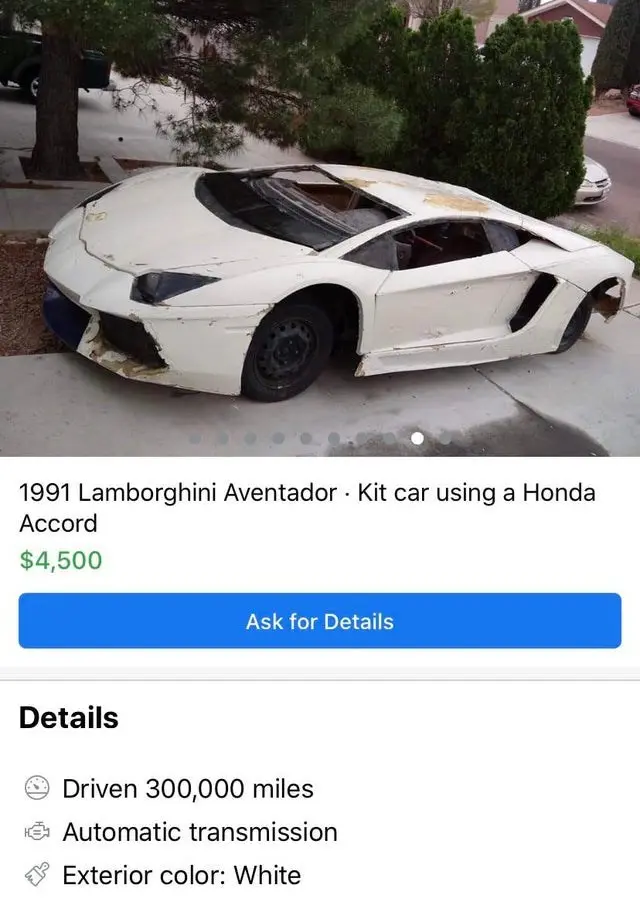 1991 Lamborghini Aventador · Kit car using a Honda
Accord
$4,500
Ask for Details
Details
Driven 300,000 miles
Automatic transmission
Exterior color: White